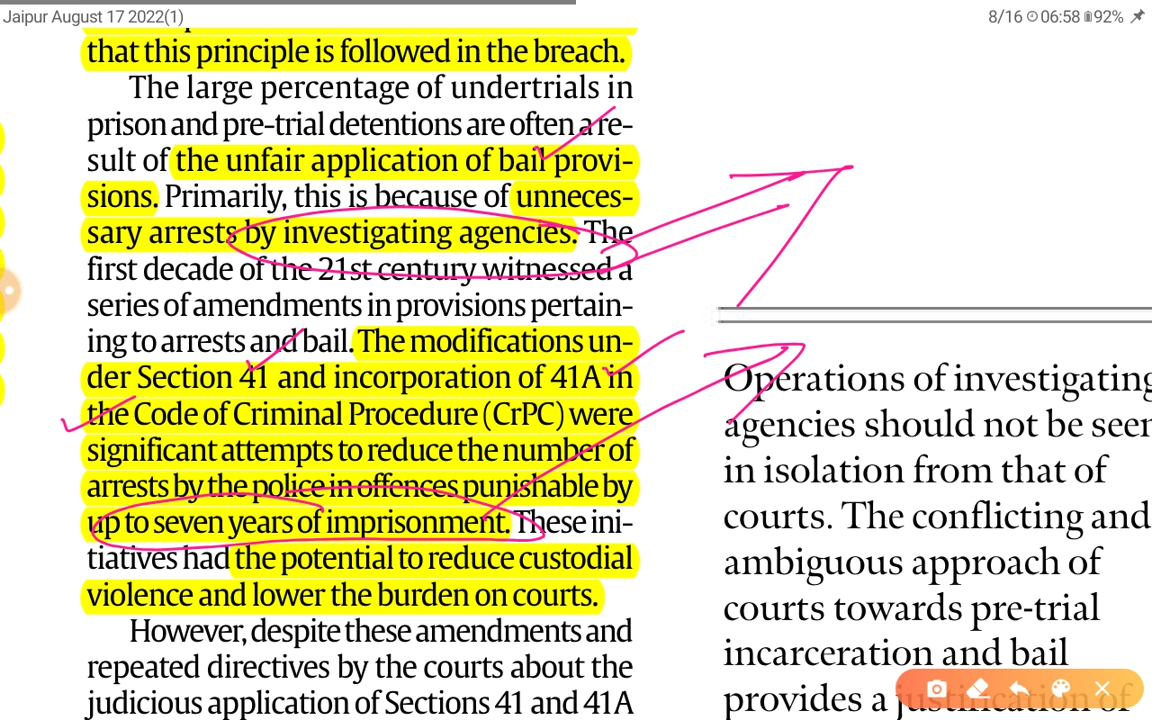 Jaipur August 17 2022(1)
8/16 06:58 92%
that this principle is followed in the breach.
The large percentage of undertrials in
prison and pre-trial detentions are often a re-
sult of the unfair application of bail provi-
sions. Primarily, this is because of unneces-
sary arrests by investigating agencies. The
first decade of the 21st century witnessed a
series of amendments in provisions pertain-
ing to arrests and bail. The modifications un-
der Section 41 and incorporation of 41A in
the Code of Criminal Procedure (CrPC) were
significant attempts to reduce the number of
arrests by the police in offences punishable by
up to seven years of imprisonment. These ini-
tiatives had the potential to reduce custodial
violence and lower the burden on courts.
However, despite these amendments and
repeated directives by the courts about the
judicious application of Sections 41 and 41A
Operations of investigating
agencies should not be seen
in isolation from that of
courts. The conflicting and
ambiguous approach of
courts towards pre-trial
incarceration and bail
provides a justification of